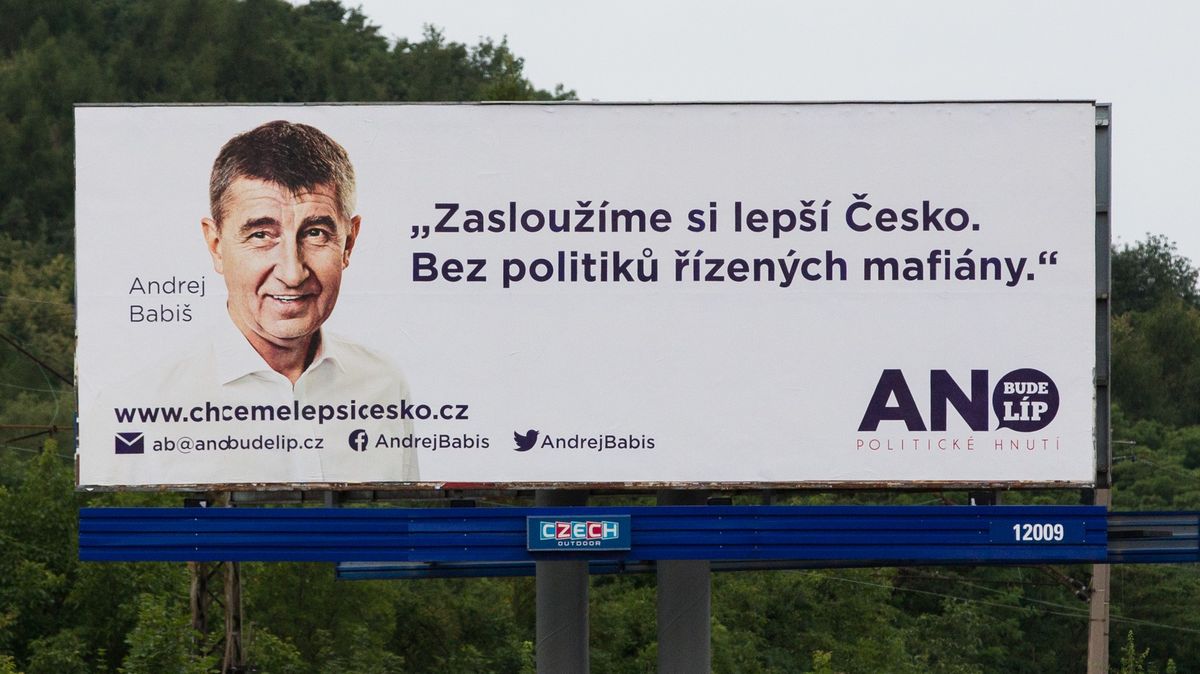 Andrej
Babiš
„Zasloužíme si lepší Česko.
Bez politiků řízených mafiány.“
www.chcemelepsicesko.cz
ab@anobudelip.cz AndrejBabis AndrejBabis
ANO BUDE LÍP
POLITICKÉ HNUTÍ
CZECH
OUTDOOR
12009